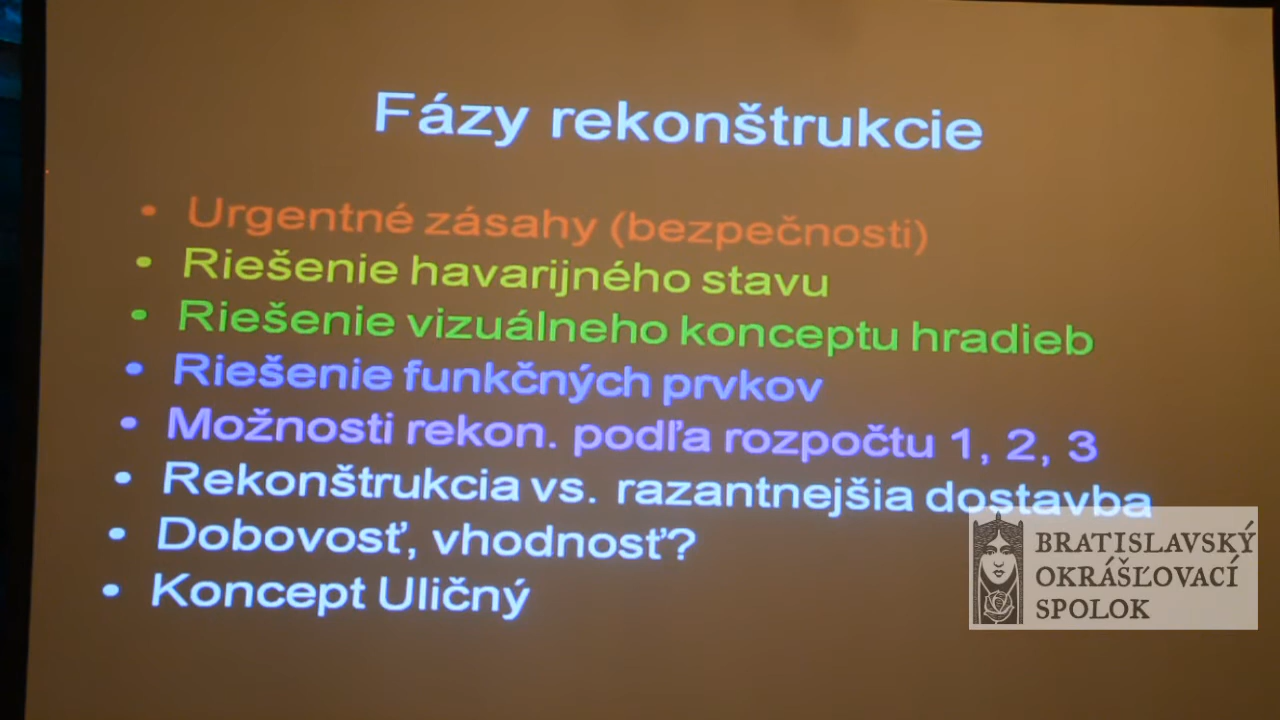 Fázy rekonštrukcie
• Urgentné zásahy (bezpečnosti)
• Riešenie havarijného stavu
• Riešenie vizuálneho konceptu hradieb
• Riešenie funkčných prvkov
• Možnosti rekon. podľa rozpočtu 1, 2, 3
• Rekonštrukcia vs. razantnejšia dostavba
• Dobovosť, vhodnosť?
• Koncept Uličný
BRATISLAVSKÝ
OKRÁŠĽOVACÍ
SPOLOK